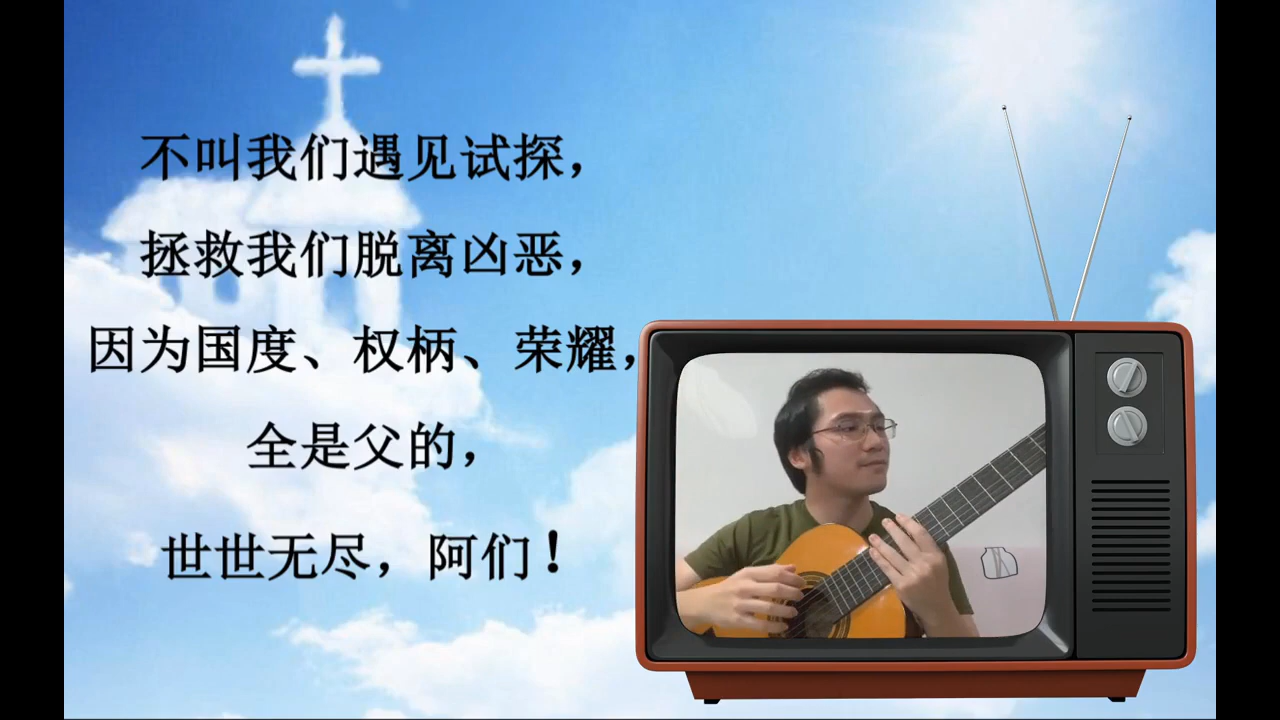 不叫我们遇见试探，
拯救我们脱离凶恶，
因为国度、权柄、荣耀，
全是父的，
世世无尽，阿们！